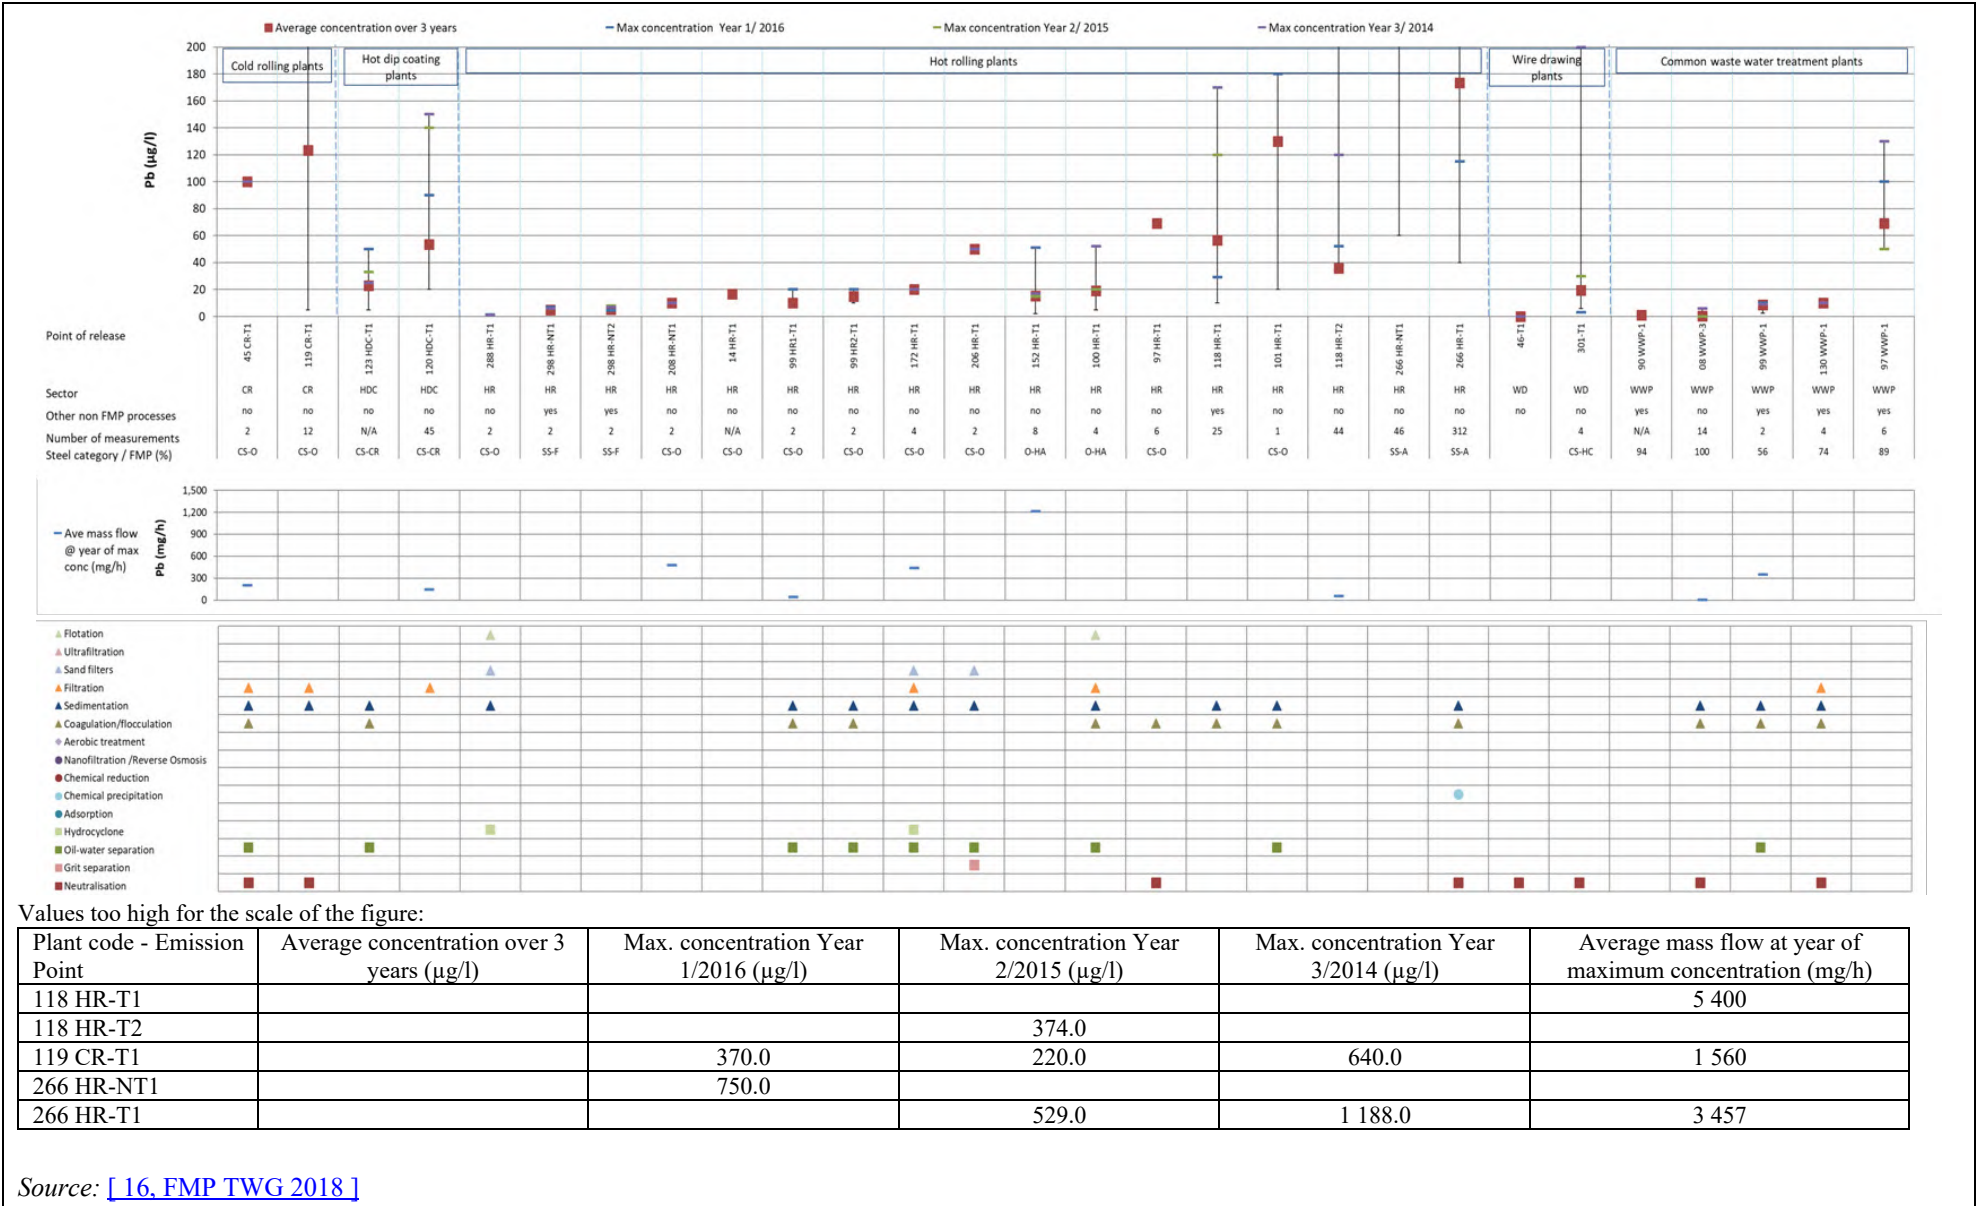 Average concentration over 3 years Max concentration Year 1/ 2016 Max concentration Year 2/ 2015 Max concentration Year 3/ 2014
Cold rolling plants
Hot dip coating
plants
Hot rolling plants
Wire drawing
plants
Common waste water treatment plants
Pb (µg/l)
200
180
160
140
120
100
80
60
40
20
0
Point of release 45 CR-T1 119 CR-T1 123 HDC-T1 120 HDC-T1 288 HR-T1 298 HR-NT1 298 HR-NT2 208 HR-NT1 14 HR-T1 99 HR1-T1 99 HR2-T1 172 HR-T1 206 HR-T1 152 HR-T1 100 HR-T1 97 HR-T1 118 HR-T1 101 HR-T1 118 HR-T2 266 HR-NT1 266 HR-T1 46-T1 301-T1 90 WWP-1 08 WWP-3 99 WWP-1 130 WWP-1 97 WWP-1
Sector CR CR HDC HDC HR HR HR HR HR HR HR HR HR HR HR HR HR HR HR HR HR WD WD WWP WWP WWP WWP WWP
Other non FMP processes no no no no no yes yes no no no no no no no no no yes no no no no no no yes no yes yes yes
Number of measurements 2 12 N/A 45 2 2 2 2 N/A 2 2 4 2 8 4 6 25 1 44 46 312 4 N/A 14 2 4 6
Steel category / FMP (%) CS-O CS-O CS-CR CS-CR CS-O SS-F SS-F CS-O CS-O CS-O CS-O CS-O CS-O O-HA O-HA CS-O CS-O SS-A SS-A CS-HC 94 100 56 74 89
Ave mass flow
@ year of max
conc (mg/h)
Pb (mg/h)
1,500
1,200
900
600
300
0
Flotation
Ultrafiltration
Sand filters
Filtration
Sedimentation
Coagulation/flocculation
Aerobic treatment
Nanofiltration /Reverse Osmosis
Chemical reduction
Chemical precipitation
Adsorption
Hydrocyclone
Oil-water separation
Grit separation
Neutralisation
Values too high for the scale of the figure:
Plant code - Emission Average concentration over 3 Max. concentration Year Max. concentration Year Max. concentration Year Average mass flow at year of
Point years (µg/l) 1/2016 (µg/l) 2/2015 (µg/l) 3/2014 (µg/l) maximum concentration (mg/h)
118 HR-T1 5 400
118 HR-T2 374.0
119 CR-T1 370.0 220.0 640.0 1 560
266 HR-NT1 750.0
266 HR-T1 529.0 1 188.0 3 457
Source: [ 16, FMP TWG 2018 ]